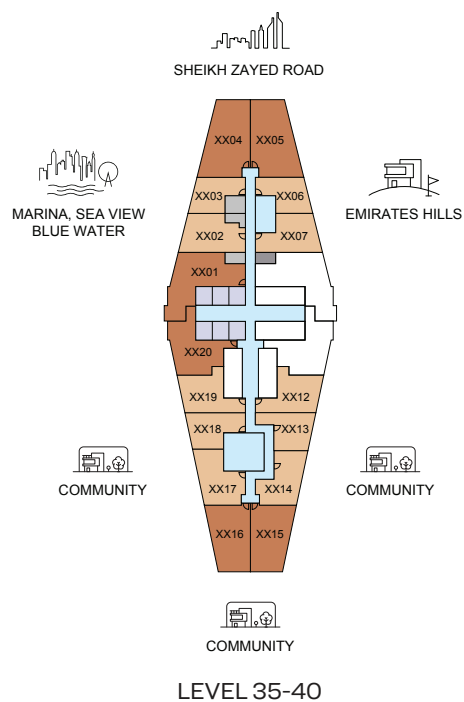 SHEIKH ZAYED ROAD
XX04 XX05
MARINA, SEA VIEW
BLUE WATER
EMIRATES HILLS
XX03 XX06
XX02 XX07
XX01
XX20
XX19 XX12
XX18 XX13
XX17 XX14
COMMUNITY COMMUNITY
XX16 XX15
COMMUNITY
LEVEL 35-40